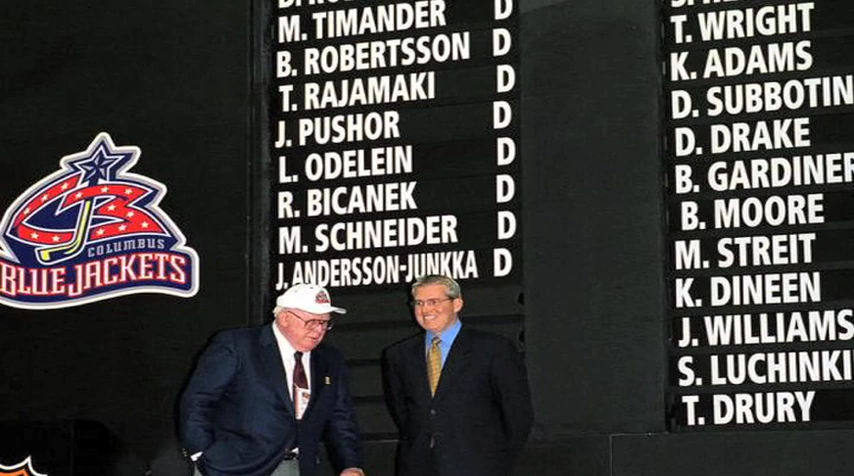 M. TIMANDER D
B. ROBERTSSON D
T. RAJAMAKI D
J. PUSHOR D
L. ODELEIN D
R. BICANEK D
M. SCHNEIDER D
J. ANDERSSON-JUNKKA D
T. WRIGHT
K. ADAMS
D. SUBBOTIN
D. DRAKE
B. GARDINER
B. MOORE
M. STREIT
K. DINEEN
J. WILLIAMS
S. LUCHINKI
T. DRURY
COLUMBUS
BLUE JACKETS